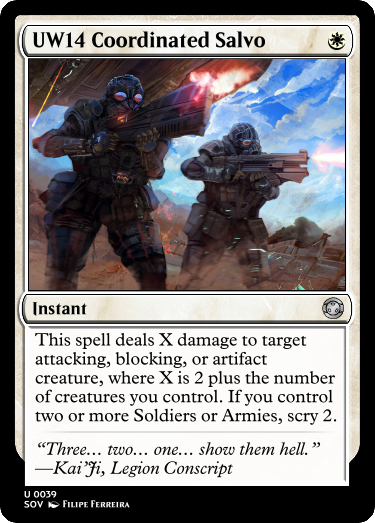 UW14 Coordinated Salvo
Instant
This spell deals X damage to target
attacking, blocking, or artifact
creature, where X is 2 plus the number
of creatures you control. If you control
two or more Soldiers or Armies, scry 2.
“Three… two… one… show them hell.”
—Kai’Ji, Legion Conscript
U 0039
SOV Filipe Ferreira